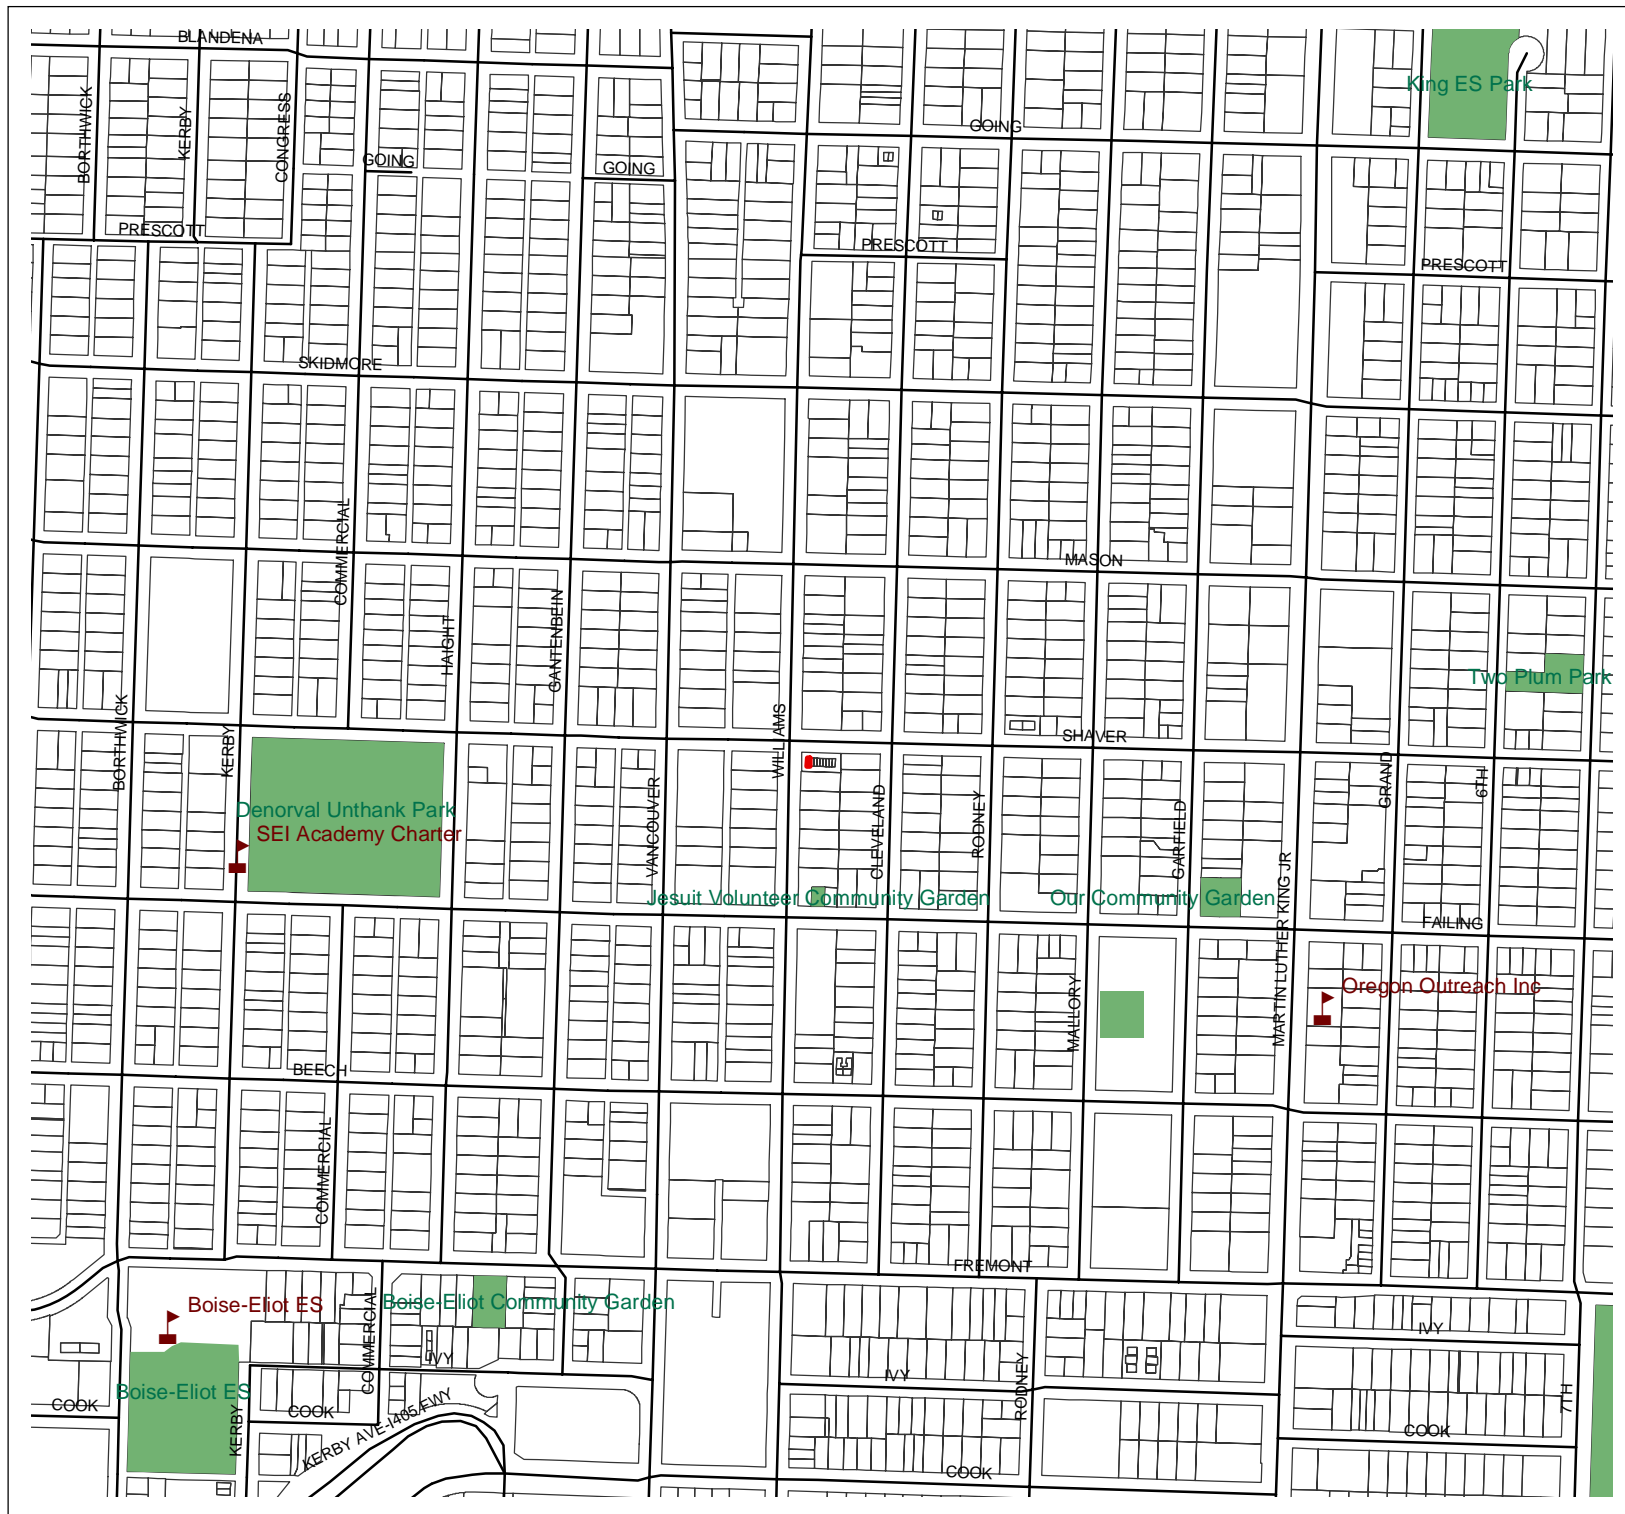 BLANDENA
King ES Park
BORTHWICK
KERBY
CONGRESS
GOING
GOING
GOING
PRESCOTT
PRESCOTT
PRESCOTT
SKIDMORE
COMMERCIAL
MASON
HAIGHT
GANTENBEIN
Two Plum Park
BORTHWICK
KERBY
WILLIAMS
SHAVER
VANCOUVER
CLEVELAND
RODNEY
GARFIELD
GRAND
6TH
Denorval Unthank Park
SEI Academy Charter
Jesuit Volunteer Community Garden
Our Community Garden
MARTIN LUTHER KING JR
FAILING
MALLORY
Oregon Outreach Inc
BEECH
COMMERCIAL
FREMONT
Boise-Eliot ES
COMMERCIAL
Boise-Eliot Community Garden
IVY
IVY
IVY
RODNEY
7TH
Boise-Eliot ES
COOK
KERBY
COOK
KERBY AVE-I405 FWY
COOK
COOK